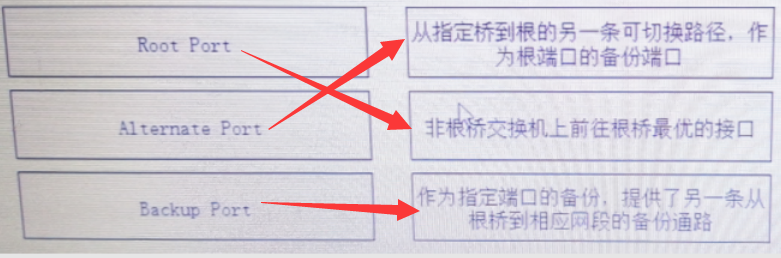 Root Port
从指定桥到根的另一条可切换路径，作
为根端口的备份端口
Alternate Port
非根桥交换机上前往根桥最优的接口
Backup Port
作为指定端口的备份，提供了另一条从
根桥到相应网段的备份通路